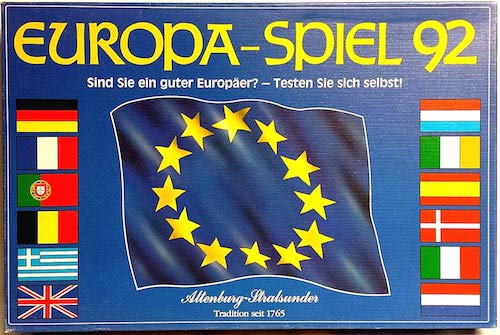 EUROPA-SPIEL 92
Sind Sie ein guter Europäer? – Testen Sie sich selbst!
Altenburg-Stralsunder
Tradition seit 1765